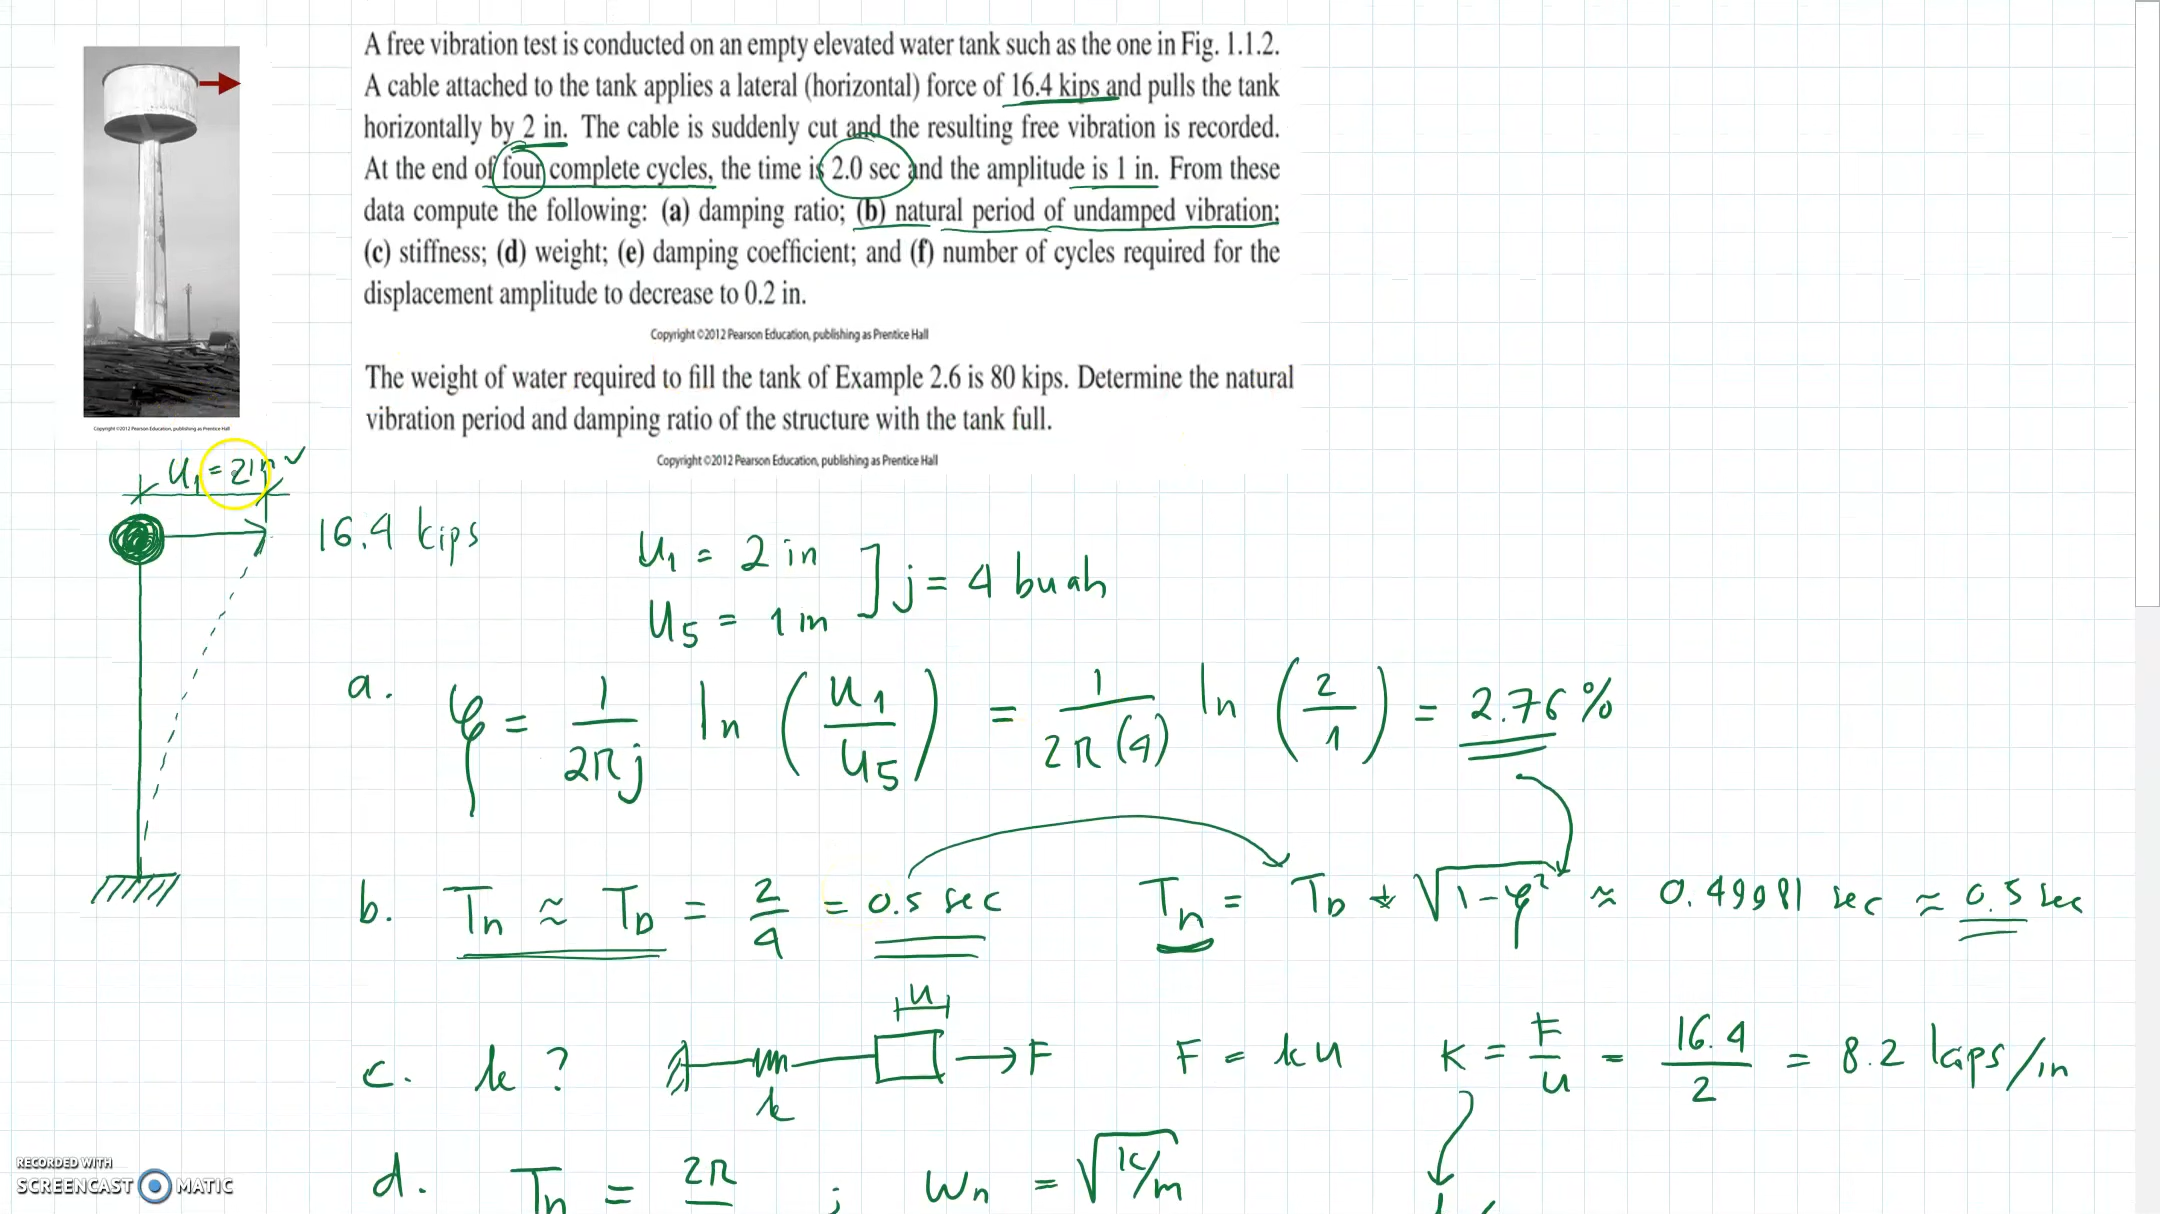 A free vibration test is conducted on an empty elevated water tank such as the one in Fig. 1.1.2.
A cable attached to the tank applies a lateral (horizontal) force of 16.4 kips and pulls the tank
horizontally by 2 in. The cable is suddenly cut and the resulting free vibration is recorded.
At the end of four complete cycles, the time is 2.0 sec and the amplitude is 1 in. From these
data compute the following: (a) damping ratio; (b) natural period of undamped vibration;
(c) stiffness; (d) weight; (e) damping coefficient; and (f) number of cycles required for the
displacement amplitude to decrease to 0.2 in.
Copyright ©2012 Pearson Education, publishing as Prentice Hall
The weight of water required to fill the tank of Example 2.6 is 80 kips. Determine the natural
vibration period and damping ratio of the structure with the tank full.
Copyright ©2012 Pearson Education, publishing as Prentice Hall
Copyright ©2012 Pearson Education, publishing as Prentice Hall
u₁ = 2 in ✓
16.4 kips
u₁ = 2 in
u₅ = 1 in ] j = 4 buah
a. φ = 1/2πj ln (u₁/u₅) = 1/2π(4) ln (2/1) = 2.76 %
b. Tn ≈ TD = 2/4 = 0.5 sec Tn = TD * √1-φ² ≈ 0.49981 sec ≈ 0.5 sec
u
c. k ? k F F = ku K = F/u = 16.4/2 = 8.2 kips/in
d. Tn = 2π ; Wn = √k/m
RECORDED WITH
SCREENCAST MATIC